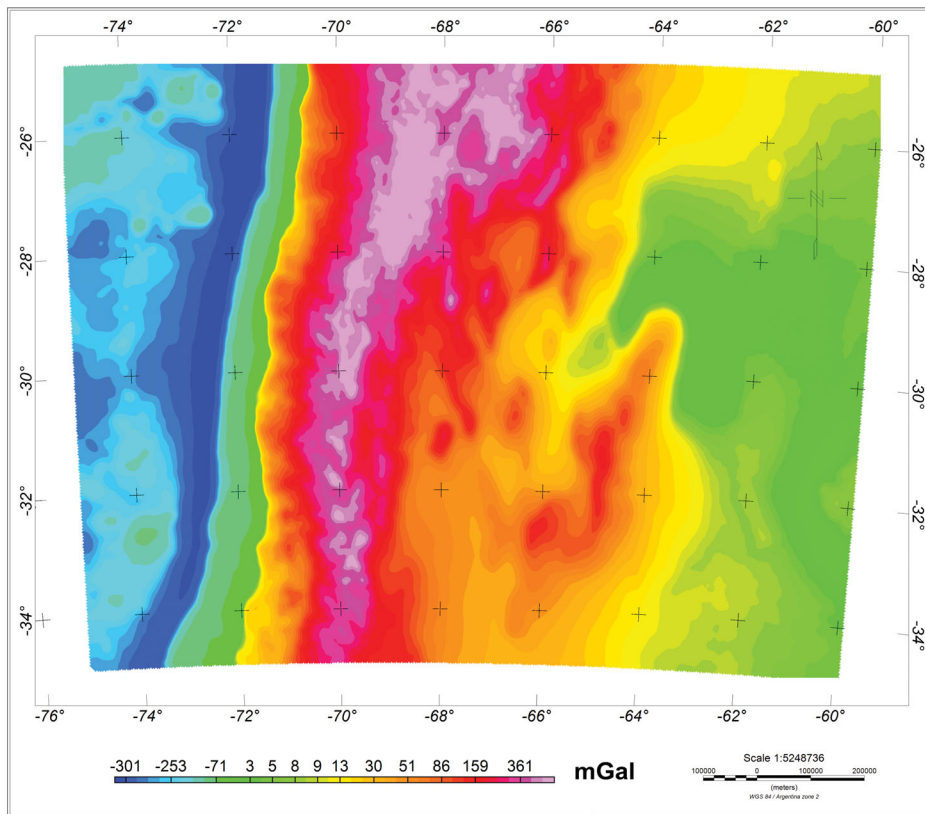 -74° -72° -70° -68° -66° -64° -62° -60°
-26° -26°
-28° -28°
-30° -30°
-32° -32°
-34° -34°
N
-76° -74° -72° -70° -68° -66° -64° -62° -60°
-301 -253 -71 3 5 8 9 13 30 51 86 159 361 mGal
Scale 1:5248736
100000 0 100000 200000
(meters)
WGS 84 / Argentina zone 2